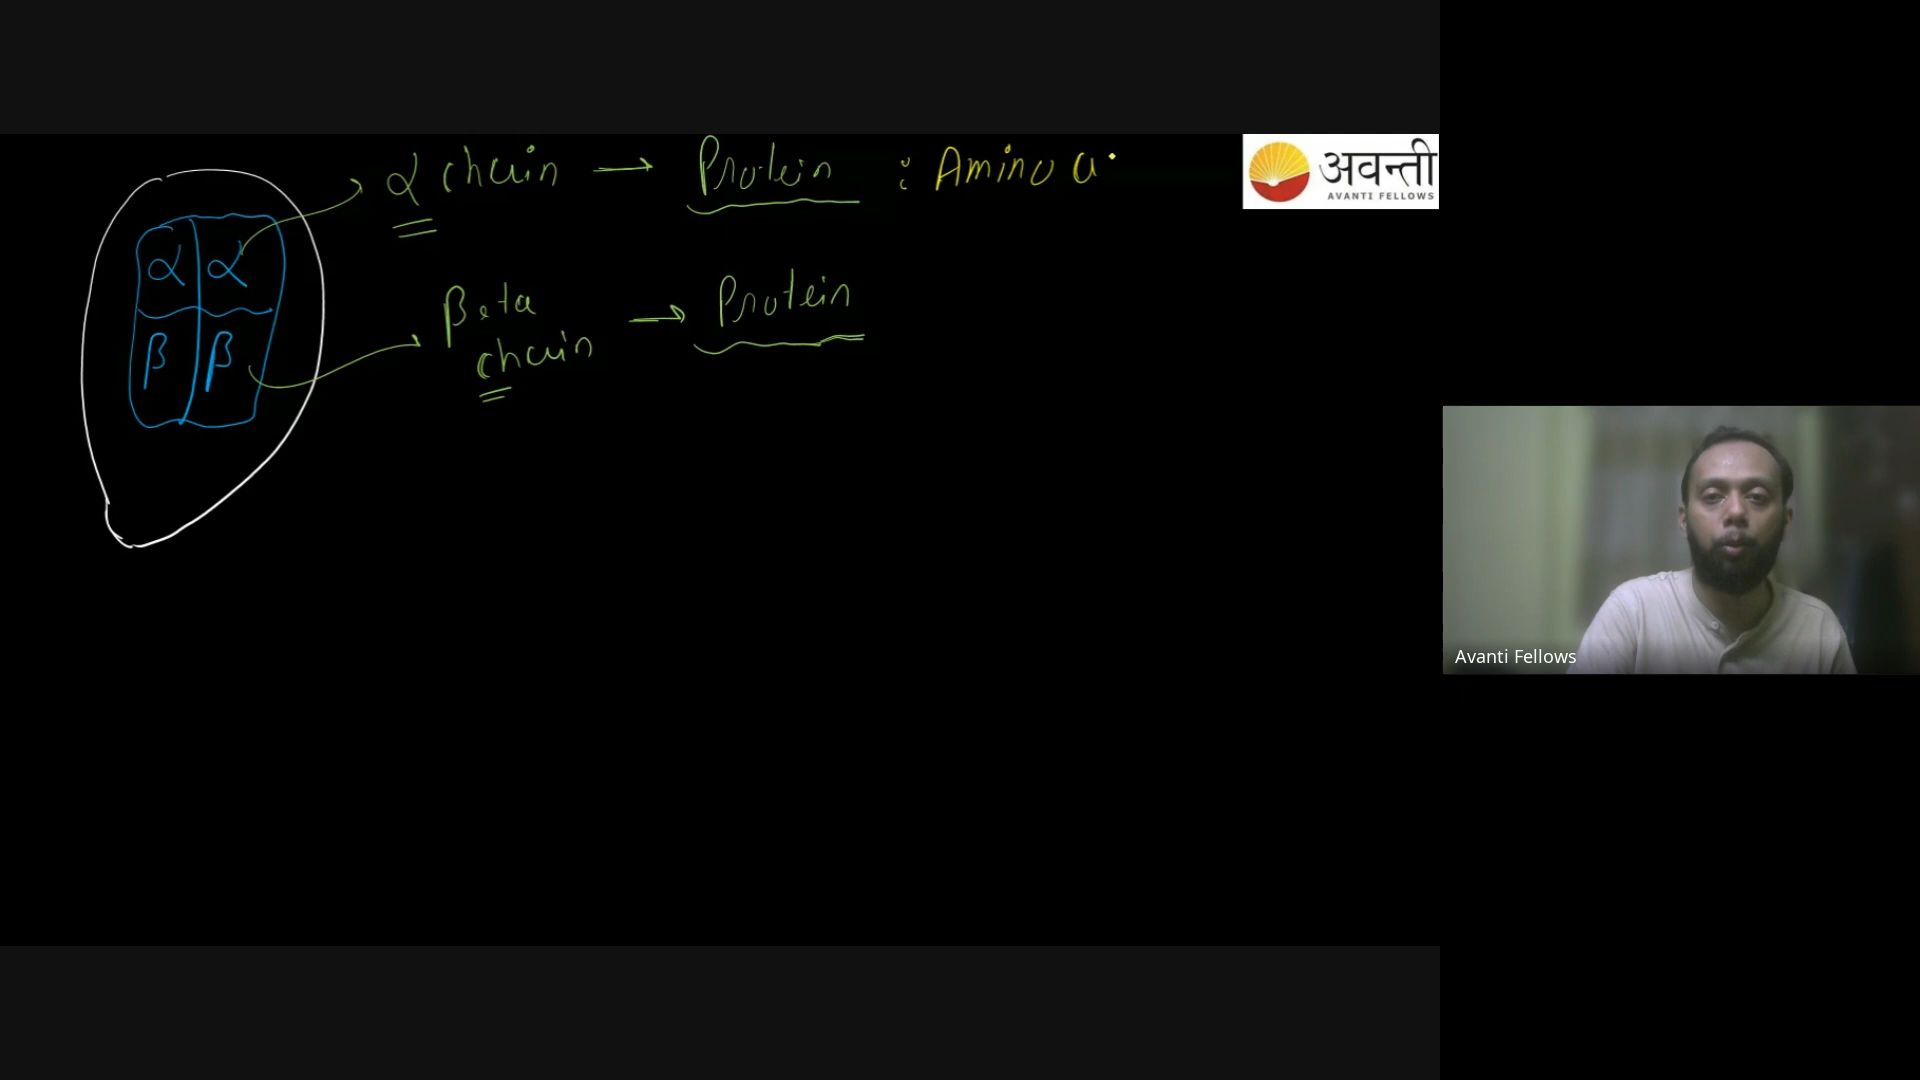 α chain → Protein : Amino a
अवन्ती
AVANTI FELLOWS
α α
β β
Beta
chain → Protein
Avanti Fellows